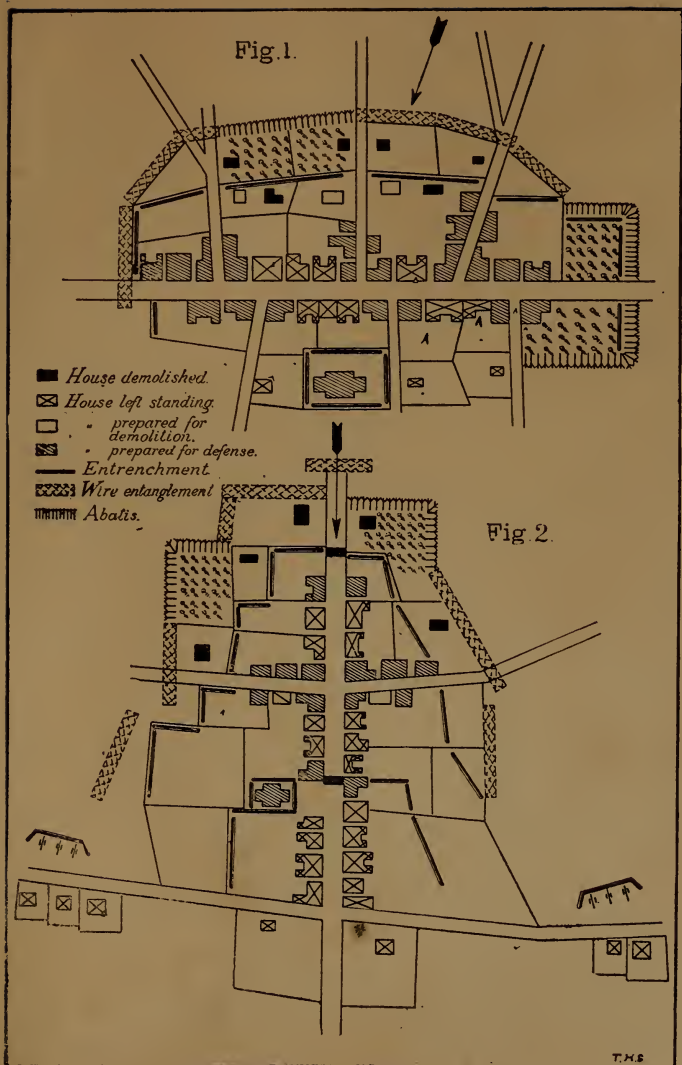 Fig. 1.
A
A
A
House demolished.
House left standing.
" prepared for
demolition.
" prepared for defense.
Entrenchment
Wire entanglement
Abatis.
Fig. 2.
T.H.S